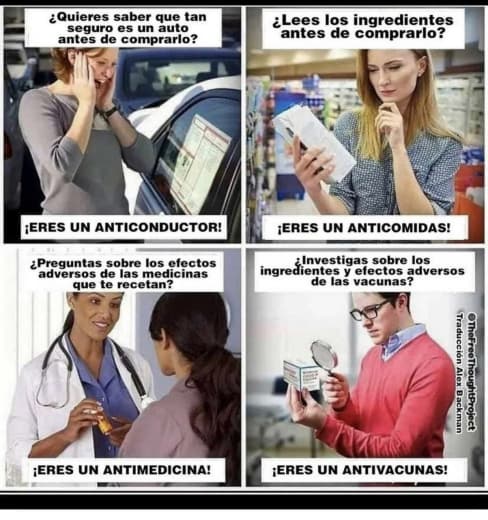 ¿Quieres saber que tan
seguro es un auto
antes de comprarlo?
¡ERES UN ANTICONDUCTOR!
¿Lees los ingredientes
antes de comprarlo?
¡ERES UN ANTICOMIDAS!
¿Preguntas sobre los efectos
adversos de las medicinas
que te recetan?
¡ERES UN ANTIMEDICINA!
¿Investigas sobre los
ingredientes y efectos adversos
de las vacunas?
¡ERES UN ANTIVACUNAS!
©TheFreeThoughtProject
Traducción Alex Backman